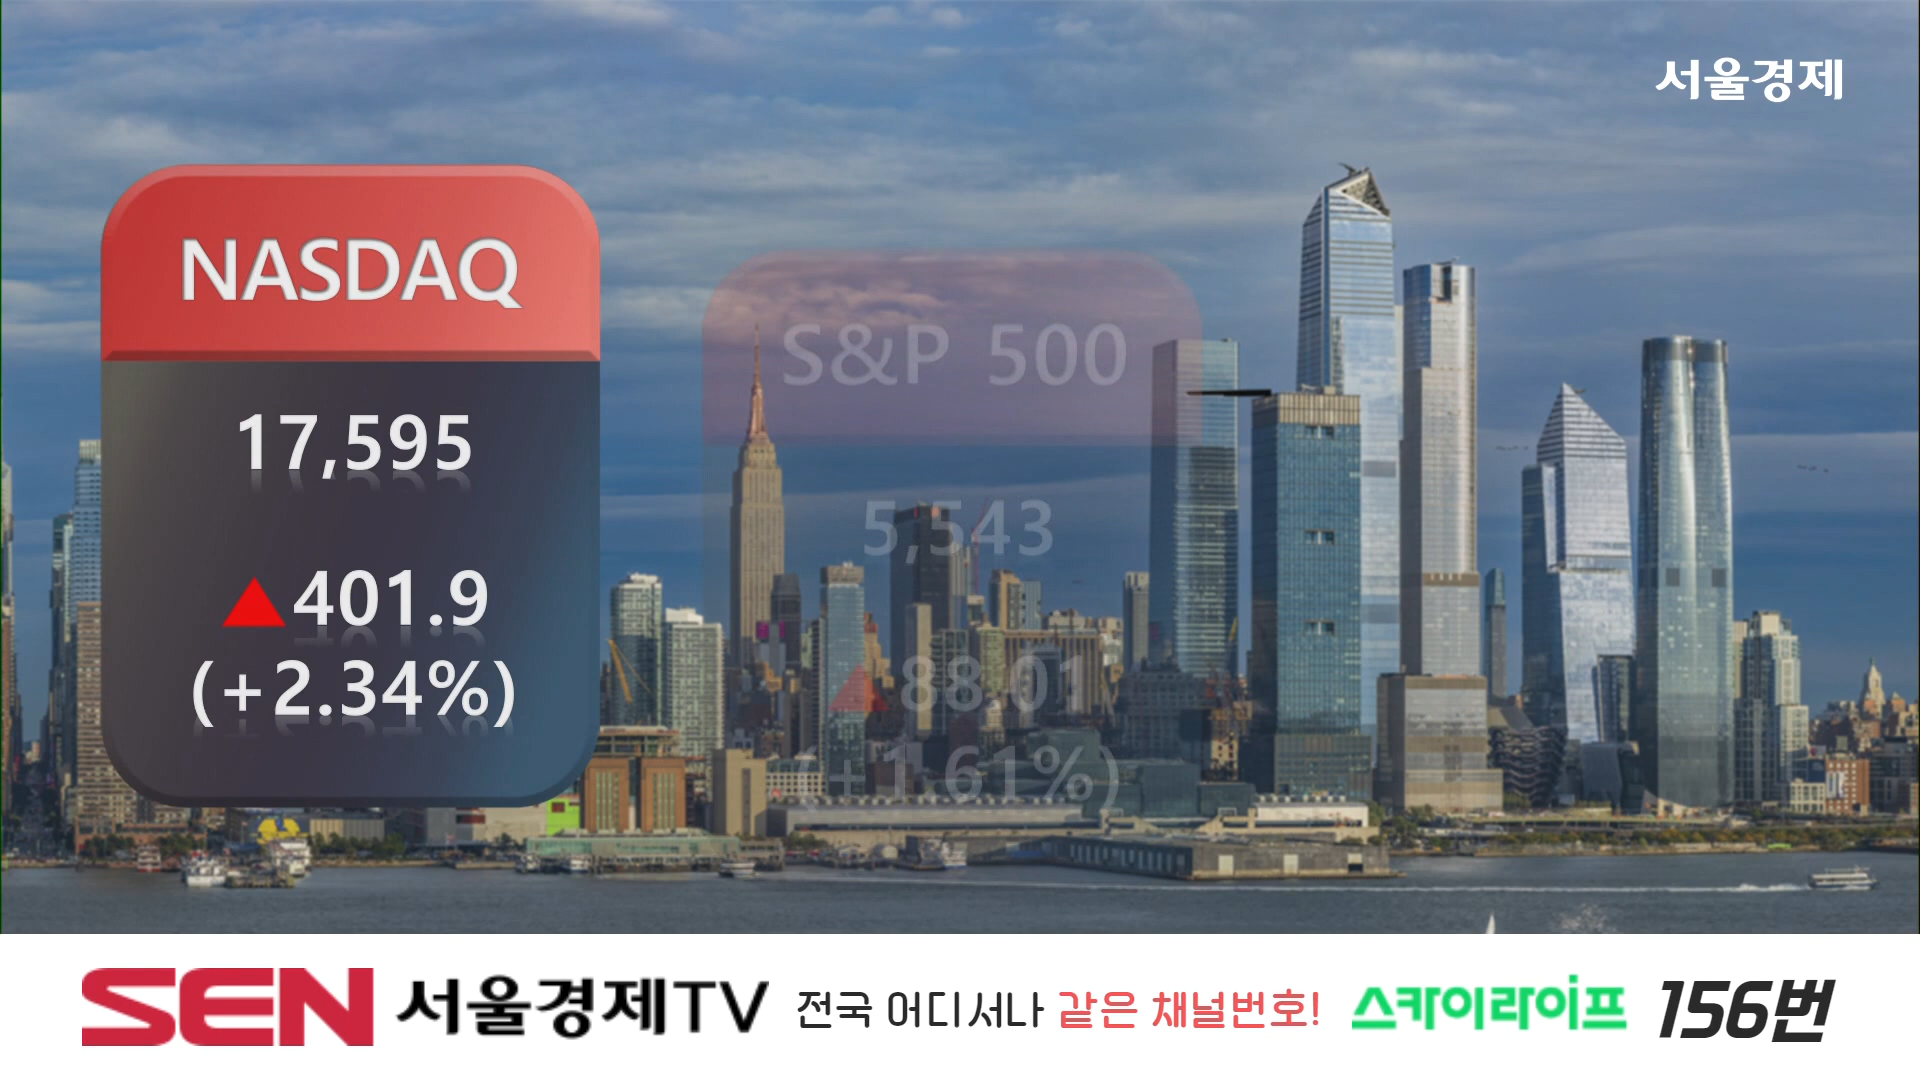 서울경제
NASDAQ
17,595
▲401.9
(+2.34%)
S&P 500
5,543
▲88.01
(+1.61%)
SEN 서울경제TV 전국 어디서나 같은 채널번호! 스카이라이프 156번